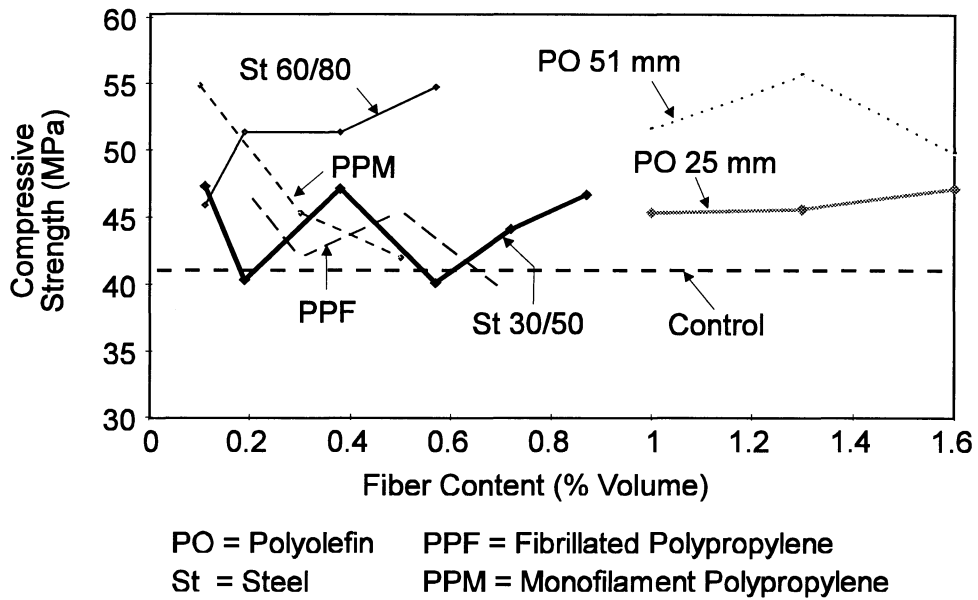 60
55
50
45
40
35
30
Compressive
Strength (MPa)
St 60/80
PO 51 mm
PPM
PO 25 mm
PPF
St 30/50
Control
0 0.2 0.4 0.6 0.8 1 1.2 1.4 1.6
Fiber Content (% Volume)
PO = Polyolefin PPF = Fibrillated Polypropylene
St = Steel PPM = Monofilament Polypropylene